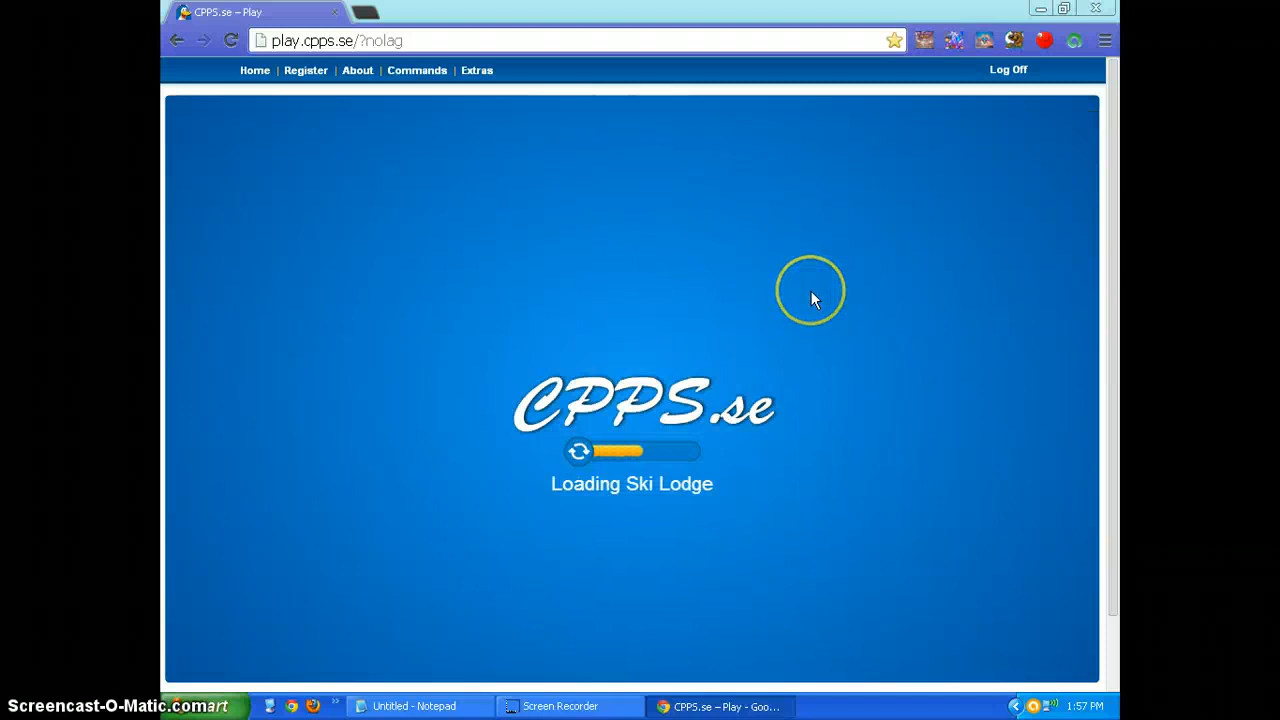 CPPS.se – Play
play.cpps.se/?nolag
Home | Register | About | Commands | Extras
Log Off
CPPS.se
Loading Ski Lodge
Screencast-O-Matic.com
art
Untitled - Notepad
Screen Recorder
CPPS.se – Play - Goo...
1:57 PM